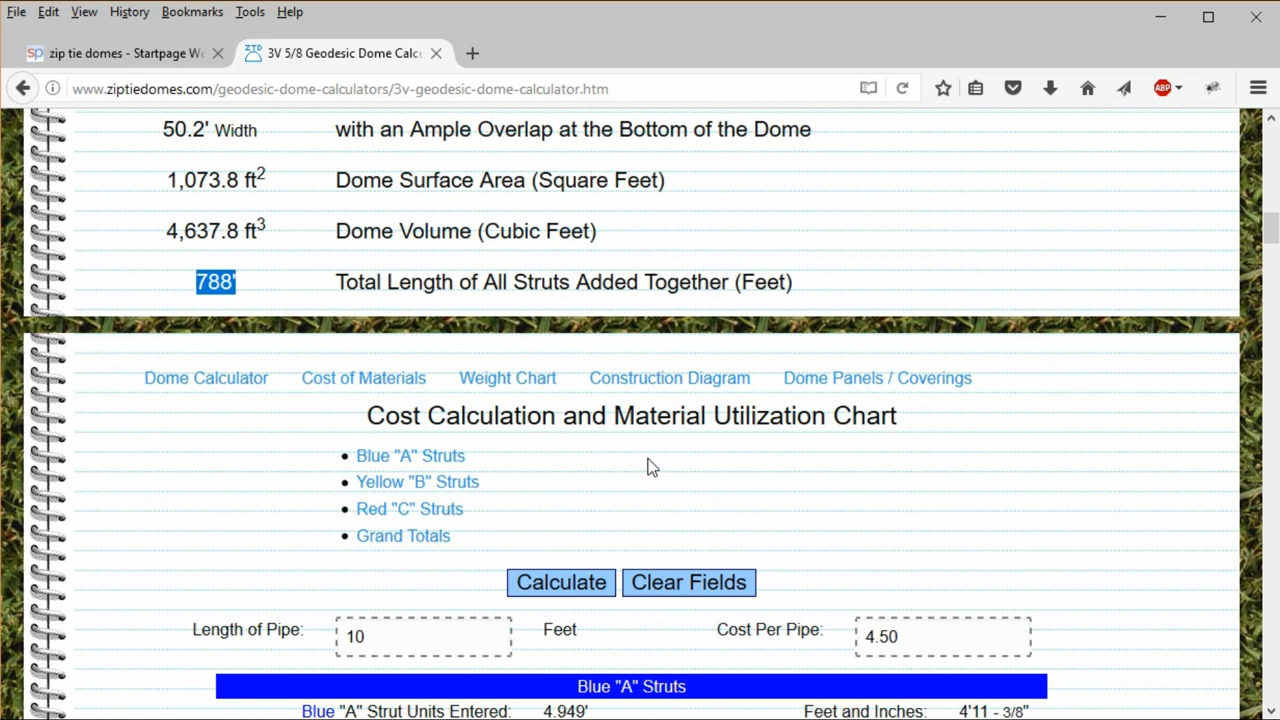 File Edit View History Bookmarks Tools Help
sp zip tie domes - Startpage We
ZTD 3V 5/8 Geodesic Dome Calc
www.ziptiedomes.com/geodesic-dome-calculators/3v-geodesic-dome-calculator.htm
ABP
50.2' Width with an Ample Overlap at the Bottom of the Dome
1,073.8 ft2 Dome Surface Area (Square Feet)
4,637.8 ft3 Dome Volume (Cubic Feet)
788' Total Length of All Struts Added Together (Feet)
Dome Calculator Cost of Materials Weight Chart Construction Diagram Dome Panels / Coverings
Cost Calculation and Material Utilization Chart
• Blue "A" Struts
• Yellow "B" Struts
• Red "C" Struts
• Grand Totals
Calculate Clear Fields
Length of Pipe: 10 Feet Cost Per Pipe: 4.50
Blue "A" Struts
Blue "A" Strut Units Entered: 4.949' Feet and Inches: 4'11 - 3/8"